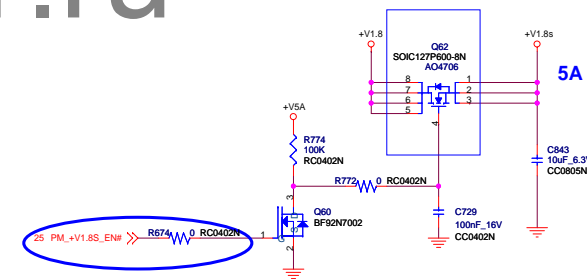 .ru
+V1.8
+V1.8s
Q62
SOIC127P600-8N
AO4706
5A
8
7
6
5
1
2
3
4
+V5A
R774
100K
RC0402N
C843
10uF_6.3V
CC0805N
R772 0 RC0402N
3
Q60
BF92N7002
C729
100nF_16V
CC0402N
25 PM_+V1.8S_EN#
R674 0 RC0402N
1
G
2